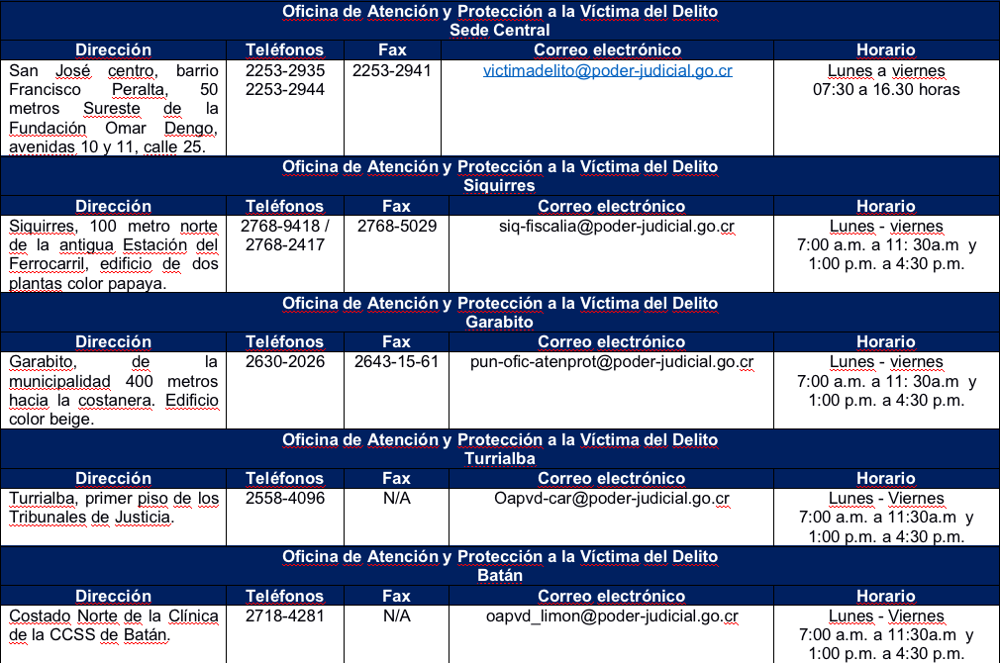 Oficina de Atención y Protección a la Víctima del Delito
Sede Central
Dirección Teléfonos Fax Correo electrónico Horario
San José centro, barrio 2253-2935 2253-2941 victimadelito@poder-judicial.go.cr Lunes a viernes
Francisco Peralta, 50 2253-2944 07:30 a 16.30 horas
metros Sureste de la
Fundación Omar Dengo,
avenidas 10 y 11, calle 25.
Oficina de Atención y Protección a la Víctima del Delito
Siquirres
Dirección Teléfonos Fax Correo electrónico Horario
Siquirres, 100 metro norte 2768-9418 / 2768-5029 siq-fiscalia@poder-judicial.go.cr Lunes - viernes
de la antigua Estación del 2768-2417 7:00 a.m. a 11: 30a.m y
Ferrocarril, edificio de dos 1:00 p.m. a 4:30 p.m.
plantas color papaya.
Oficina de Atención y Protección a la Víctima del Delito
Garabito
Dirección Teléfonos Fax Correo electrónico Horario
Garabito, de la 2630-2026 2643-15-61 pun-ofic-atenprot@poder-judicial.go.cr Lunes - viernes
municipalidad 400 metros 7:00 a.m. a 11: 30a.m y
hacia la costanera. Edificio 1:00 p.m. a 4:30 p.m.
color beige.
Oficina de Atención y Protección a la Víctima del Delito
Turrialba
Dirección Teléfonos Fax Correo electrónico Horario
Turrialba, primer piso de los 2558-4096 N/A Oapvd-car@poder-judicial.go.cr Lunes - Viernes
Tribunales de Justicia. 7:00 a.m. a 11:30a.m y
1:00 p.m. a 4:30 p.m.
Oficina de Atención y Protección a la Víctima del Delito
Batán
Dirección Teléfonos Fax Correo electrónico Horario
Costado Norte de la Clínica 2718-4281 N/A oapvd_limon@poder-judicial.go.cr Lunes - Viernes
de la CCSS de Batán. 7:00 a.m. a 11:30a.m y
1:00 p.m. a 4:30 p.m.